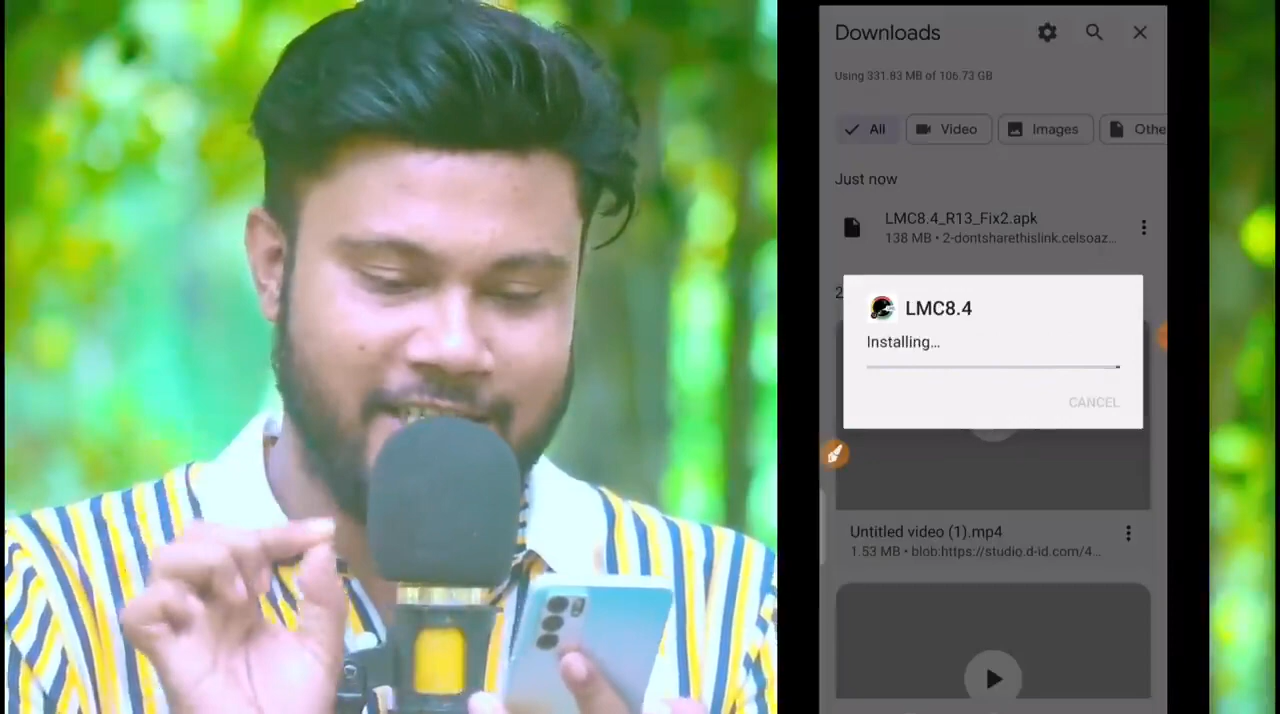 Downloads
Using 331.83 MB of 106.73 GB
All
Video
Images
Othe
Just now
LMC8.4_R13_Fix2.apk
138 MB • 2-dontsharethislink.celsoaz...
2
LMC8.4
Installing...
CANCEL
Untitled video (1).mp4
1.53 MB • blob:https://studio.d-id.com/4...